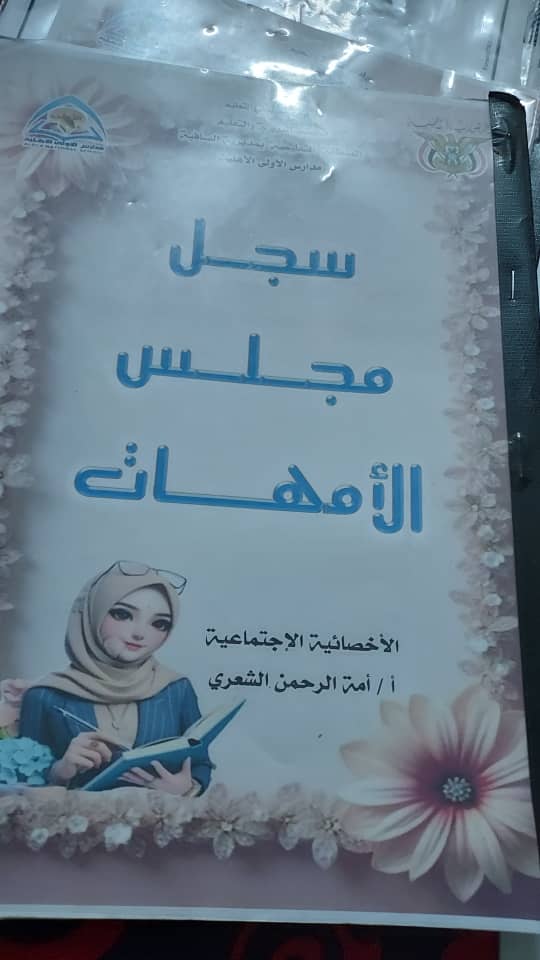 مدارس الأولى الأهلية
سجل
مجلس
الأمهات
الأخصائية الإجتماعية
أ / أمة الرحمن الشعري